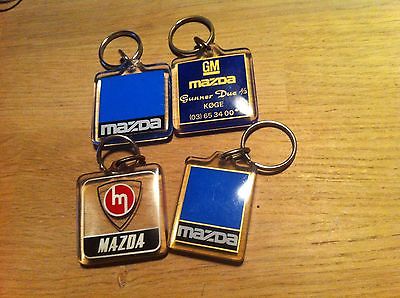 mazda
GM
mazda
Gunner Due A/S
KØGE
(03) 65 34 00
m
MAZDA
mazda